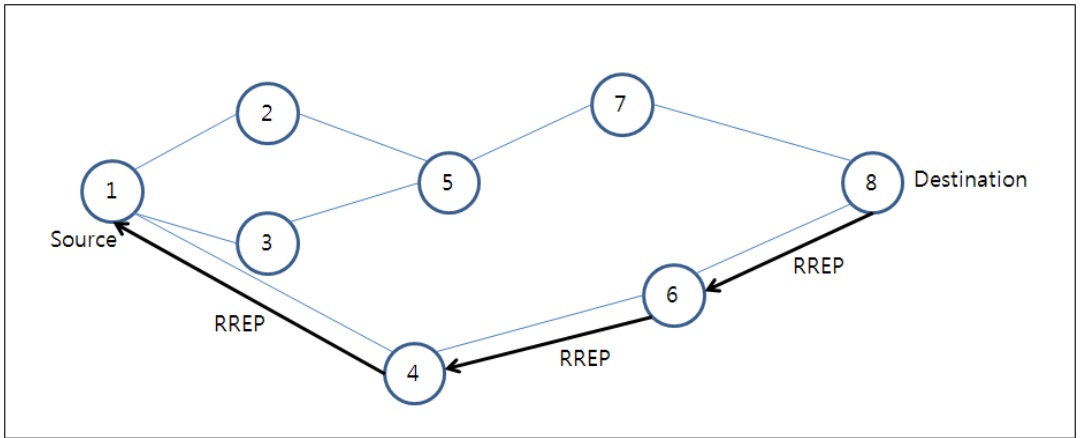 2
7
1
5
8
Destination
Source
3
RREP
6
RREP
RREP
4